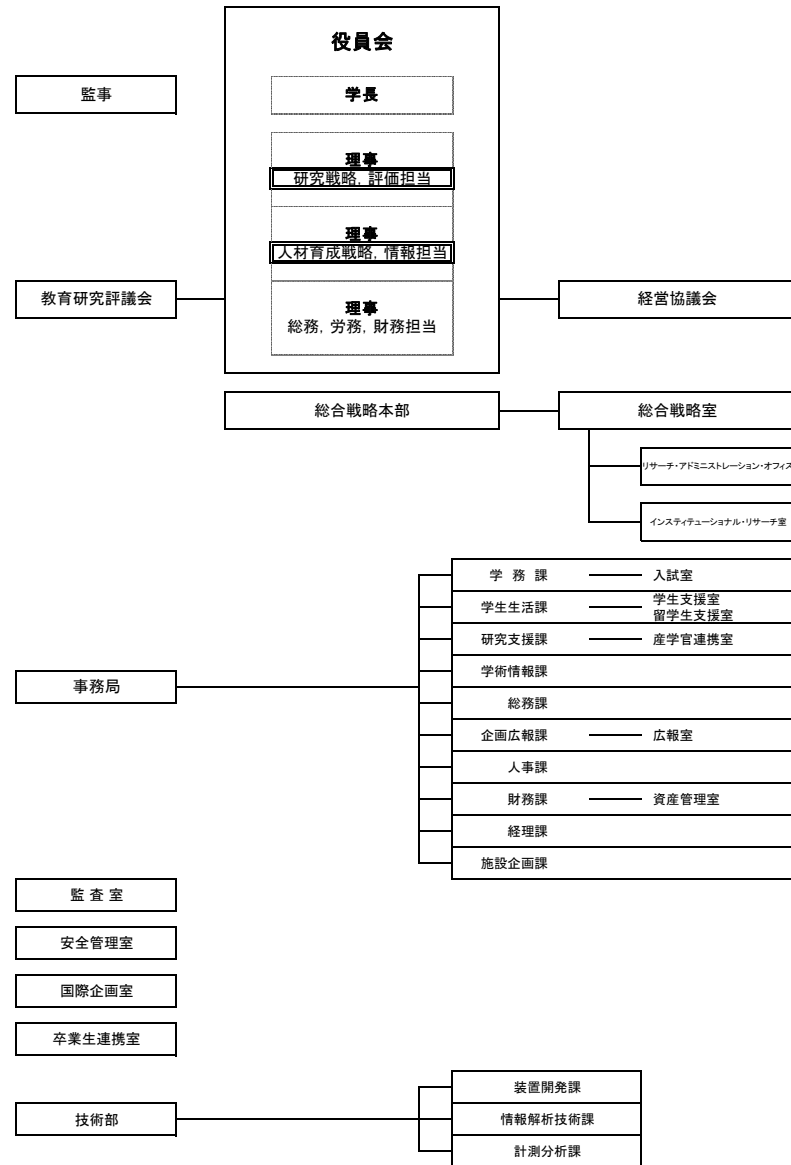 役員会
監事
学長
理事
研究戦略, 評価担当
理事
人材育成戦略, 情報担当
教育研究評議会
理事
総務, 労務, 財務担当
経営協議会
総合戦略本部
総合戦略室
リサーチ・アドミニストレーション・オフィス
インスティテューショナル・リサーチ室
学 務 課
入試室
学生生活課
学生支援室
留学生支援室
研究支援課
産学官連携室
学術情報課
事務局
総務課
企画広報課
広報室
人事課
財務課
資産管理室
経理課
施設企画課
監 査 室
安全管理室
国際企画室
卒業生連携室
装置開発課
技術部
情報解析技術課
計測分析課